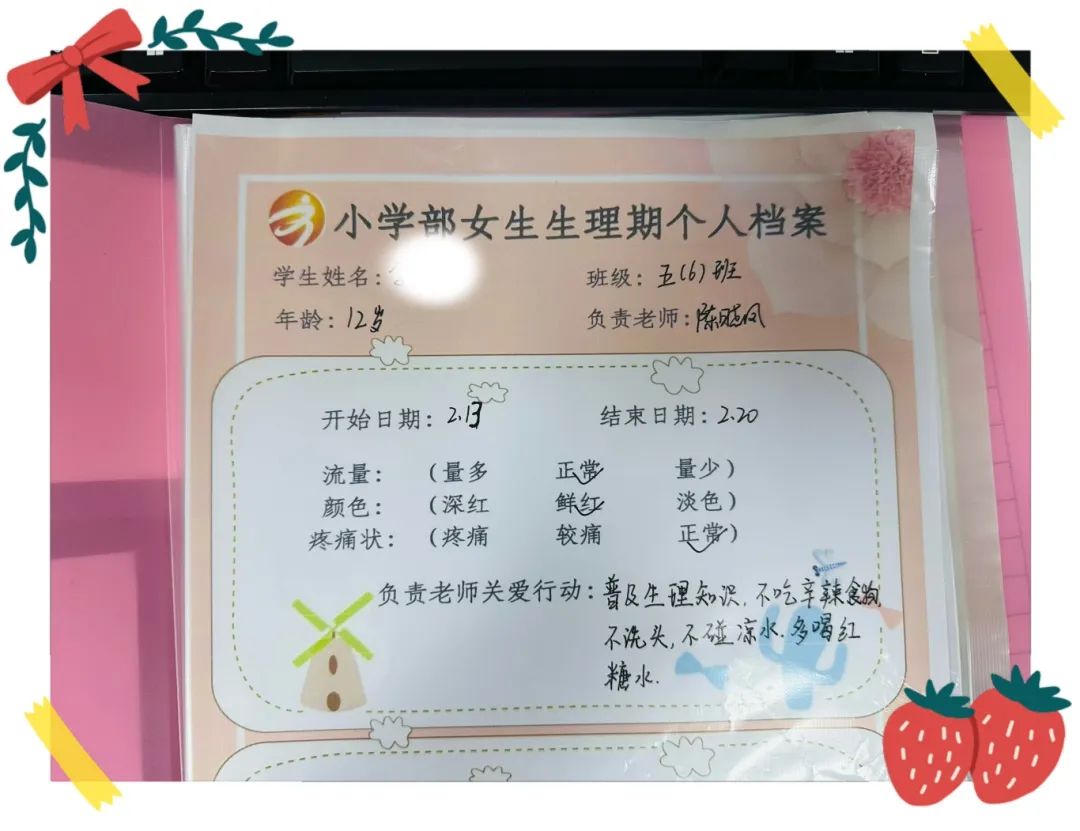 小学部女生生理期个人档案
学生姓名：
班级：五（6）班
年龄：12岁
负责老师：陈 凤
开始日期：2.13
结束日期：2.20
流量：（量多 正常 量少）
颜色：（深红 鲜红 淡色）
疼痛状：（疼痛 较痛 正常）
负责老师关爱行动：普及生理知识，不吃辛辣食物
不洗头，不碰凉水.多喝红
糖水.